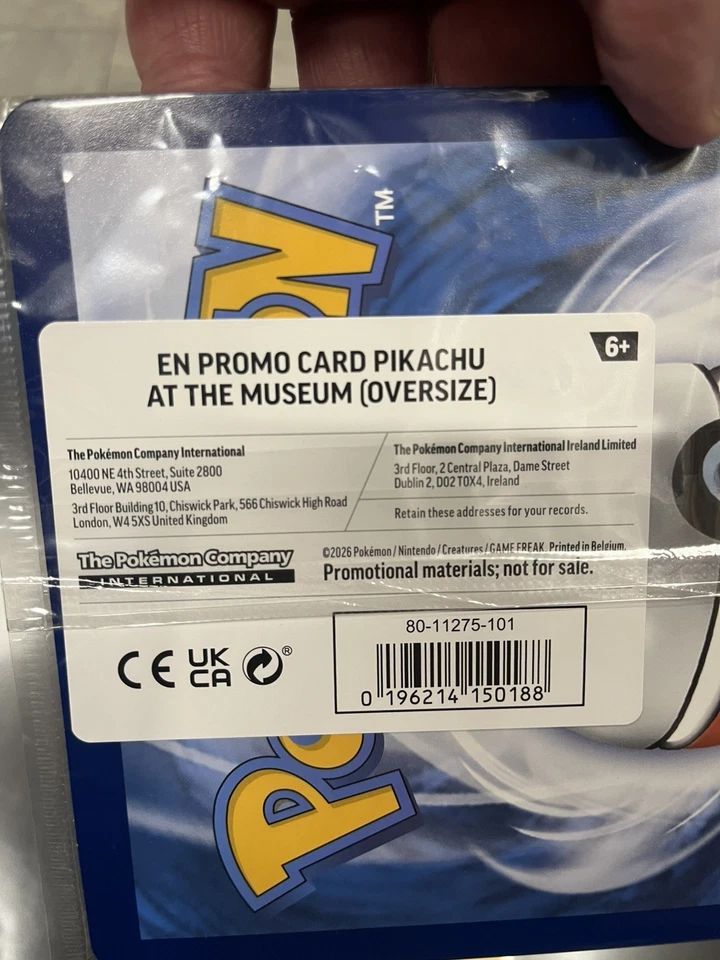 TM
EN PROMO CARD PIKACHU
AT THE MUSEUM (OVERSIZE)
6+
The Pokémon Company International
10400 NE 4th Street, Suite 2800
Bellevue, WA 98004 USA
3rd Floor Building 10, Chiswick Park, 566 Chiswick High Road
London, W4 5XS United Kingdom
The Pokémon Company International Ireland Limited
3rd Floor, 2 Central Plaza, Dame Street
Dublin 2, D02 T0X4, Ireland
Retain these addresses for your records.
The Pokémon Company
INTERNATIONAL
©2026 Pokémon / Nintendo / Creatures / GAME FREAK. Printed in Belgium.
Promotional materials; not for sale.
CE UK
CA ®
80-11275-101
0 196214 150188